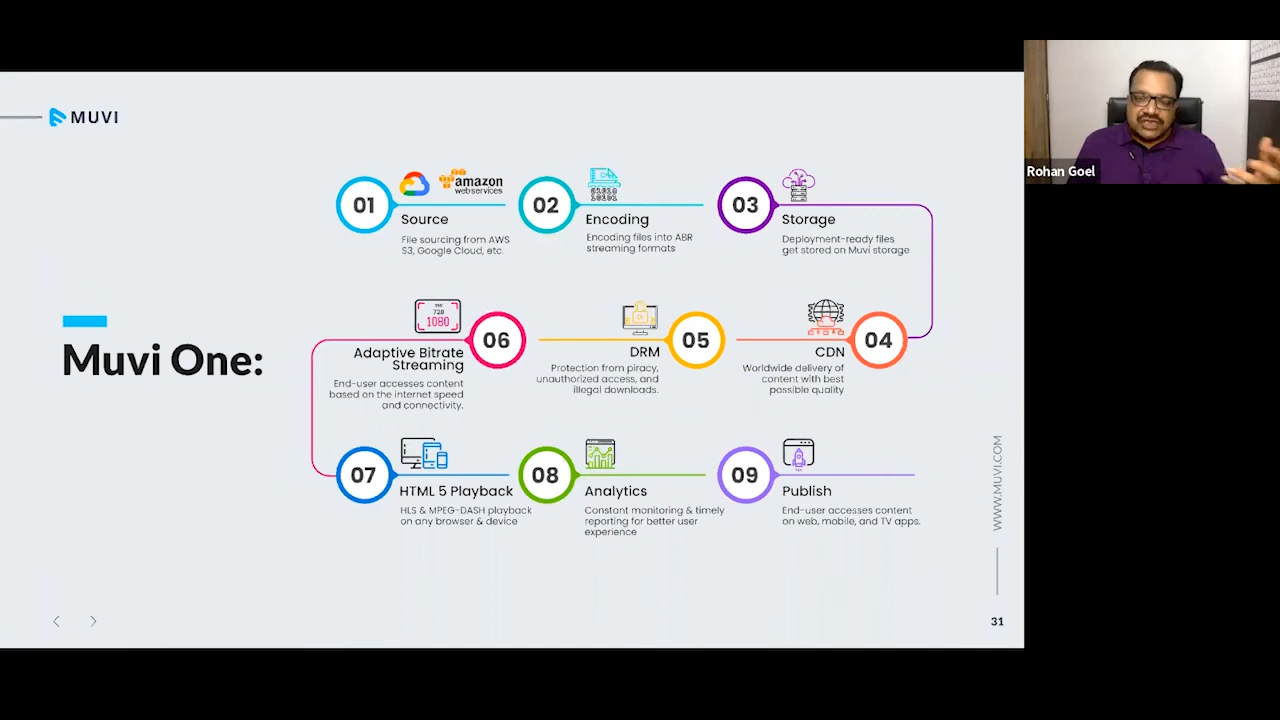 MUVI
Rohan Goel
01
amazon
webservices
Source
File sourcing from AWS
S3, Google Cloud, etc.
02
Encoding
Encoding files into ABR
streaming formats
03
Storage
Deployment-ready files
get stored on Muvi storage
Muvi One:
720
1080
06
Adaptive Bitrate
Streaming
End-user accesses content
based on the internet speed
and connectivity.
05
DRM
Protection from piracy,
unauthorized access, and
illegal downloads.
04
CDN
Worldwide delivery of
content with best
possible quality
07
HTML 5 Playback
HLS & MPEG-DASH playback
on any browser & device
08
Analytics
Constant monitoring & timely
reporting for better user
experience
09
Publish
End-user accesses content
on web, mobile, and TV apps.
WWW.MUVI.COM
31